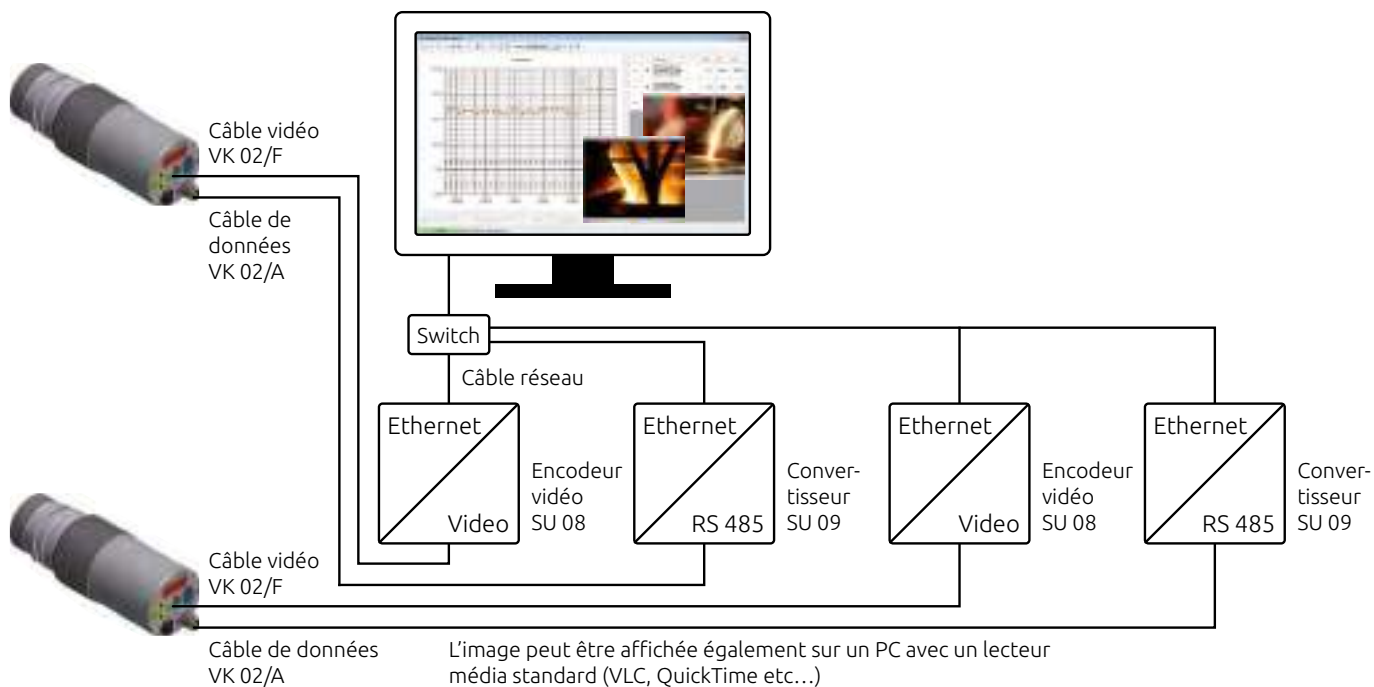 Câble vidéo
VK 02/F
Câble de
données
VK 02/A
Switch
Câble réseau
Ethernet
Video
Encodeur
vidéo
SU 08
Ethernet
RS 485
Conver-
tisseur
SU 09
Ethernet
Video
Encodeur
vidéo
SU 08
Ethernet
RS 485
Conver-
tisseur
SU 09
Câble vidéo
VK 02/F
Câble de données
VK 02/A
L’image peut être affichée également sur un PC avec un lecteur
média standard (VLC, QuickTime etc…)